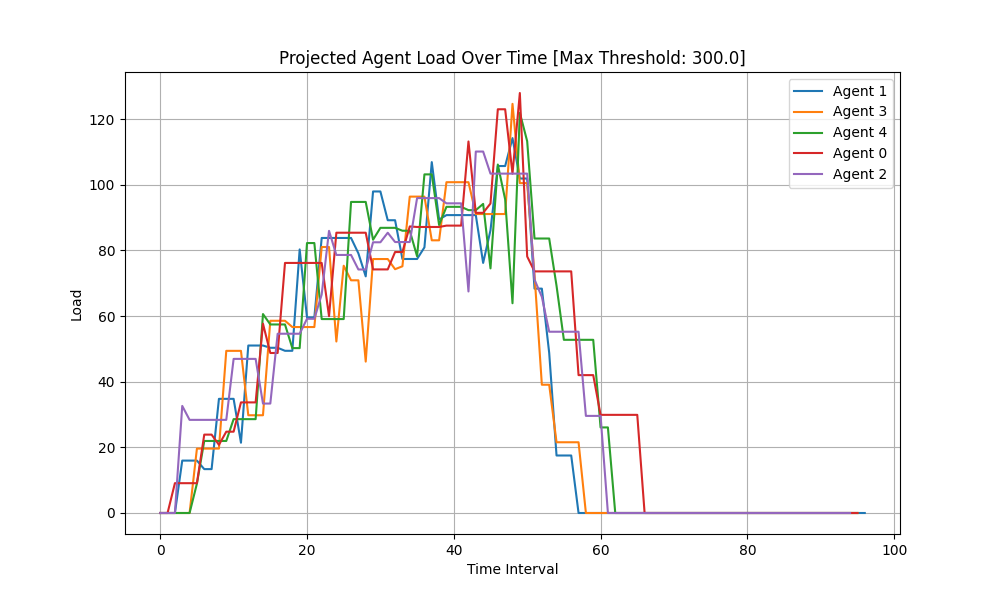 Projected Agent Load Over Time [Max Threshold: 300.0]
Agent 1
Agent 3
Agent 4
Agent 0
Agent 2
120
100
80
60
40
20
0
Load
0 20 40 60 80 100
Time Interval